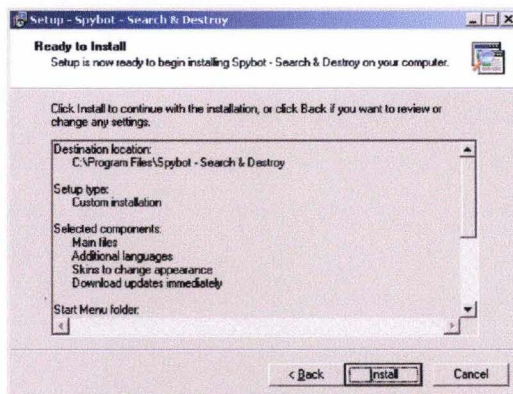 Setup - Spybot - Search & Destroy
Ready to Install
Setup is now ready to begin installing Spybot - Search & Destroy on your computer.
Click Install to continue with the installation, or click Back if you want to review or
change any settings.
Destination location:
C:\Program Files\Spybot - Search & Destroy
Setup type:
Custom installation
Selected components:
Main files
Additional languages
Skins to change appearance
Download updates immediately
Start Menu folder:
< Back Install Cancel